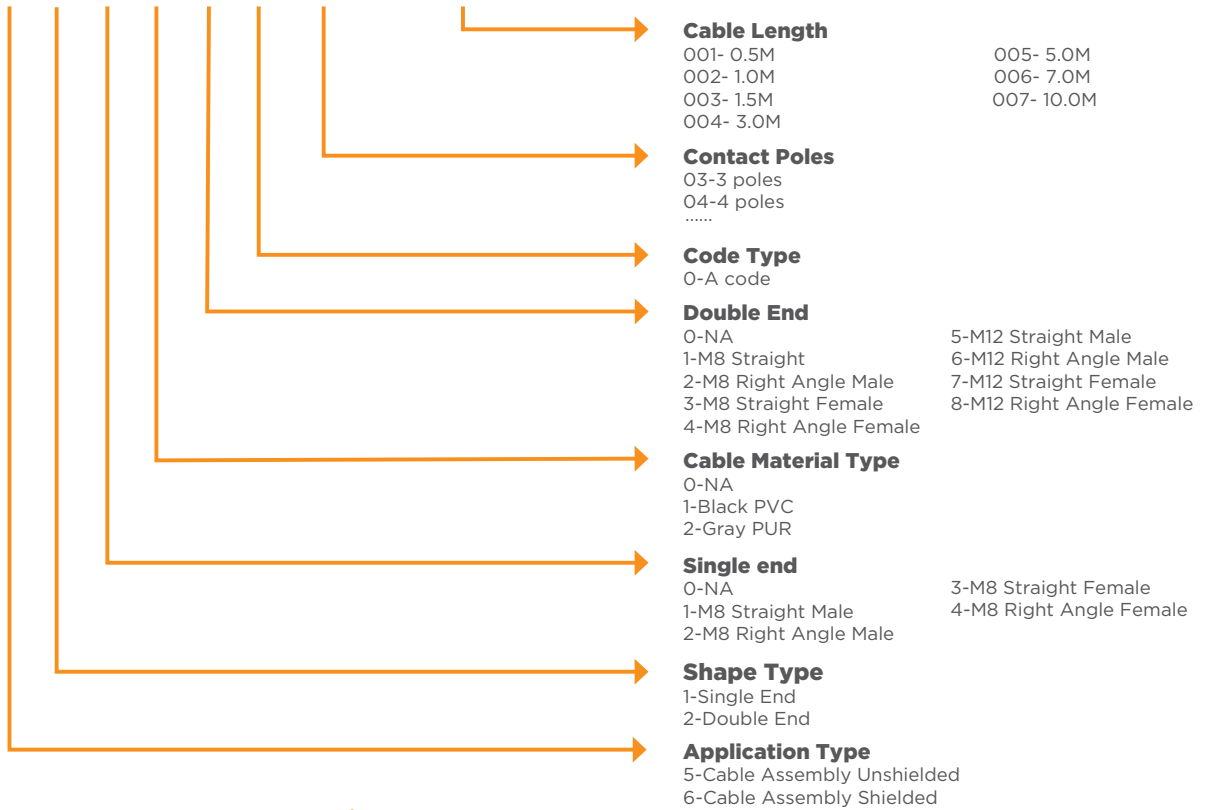 Cable Length
001- 0.5M
002- 1.0M
003- 1.5M
004- 3.0M
005- 5.0M
006- 7.0M
007- 10.0M
Contact Poles
03-3 poles
04-4 poles
......
Code Type
0-A code
Double End
0-NA
1-M8 Straight
2-M8 Right Angle Male
3-M8 Straight Female
4-M8 Right Angle Female
5-M12 Straight Male
6-M12 Right Angle Male
7-M12 Straight Female
8-M12 Right Angle Female
Cable Material Type
0-NA
1-Black PVC
2-Gray PUR
Single end
0-NA
1-M8 Straight Male
2-M8 Right Angle Male
3-M8 Straight Female
4-M8 Right Angle Female
Shape Type
1-Single End
2-Double End
Application Type
5-Cable Assembly Unshielded
6-Cable Assembly Shielded